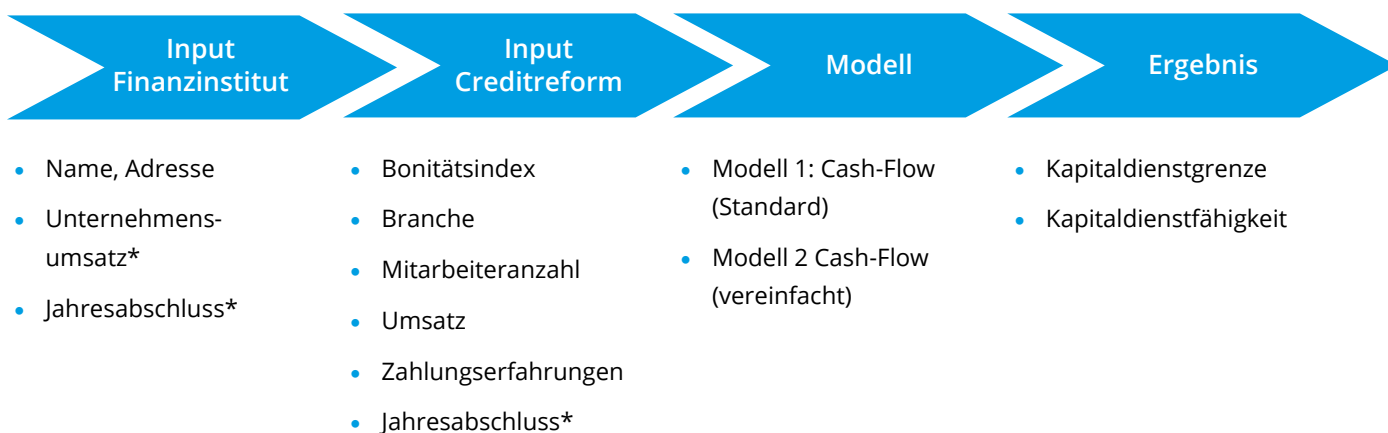 Input
Finanzinstitut
Input
Creditreform
Modell
Ergebnis
• Name, Adresse
• Unternehmens-
umsatz*
• Jahresabschluss*
• Bonitätsindex
• Branche
• Mitarbeiteranzahl
• Umsatz
• Zahlungserfahrungen
• Jahresabschluss*
• Modell 1: Cash-Flow
(Standard)
• Modell 2 Cash-Flow
(vereinfacht)
• Kapitaldienstgrenze
• Kapitaldienstfähigkeit